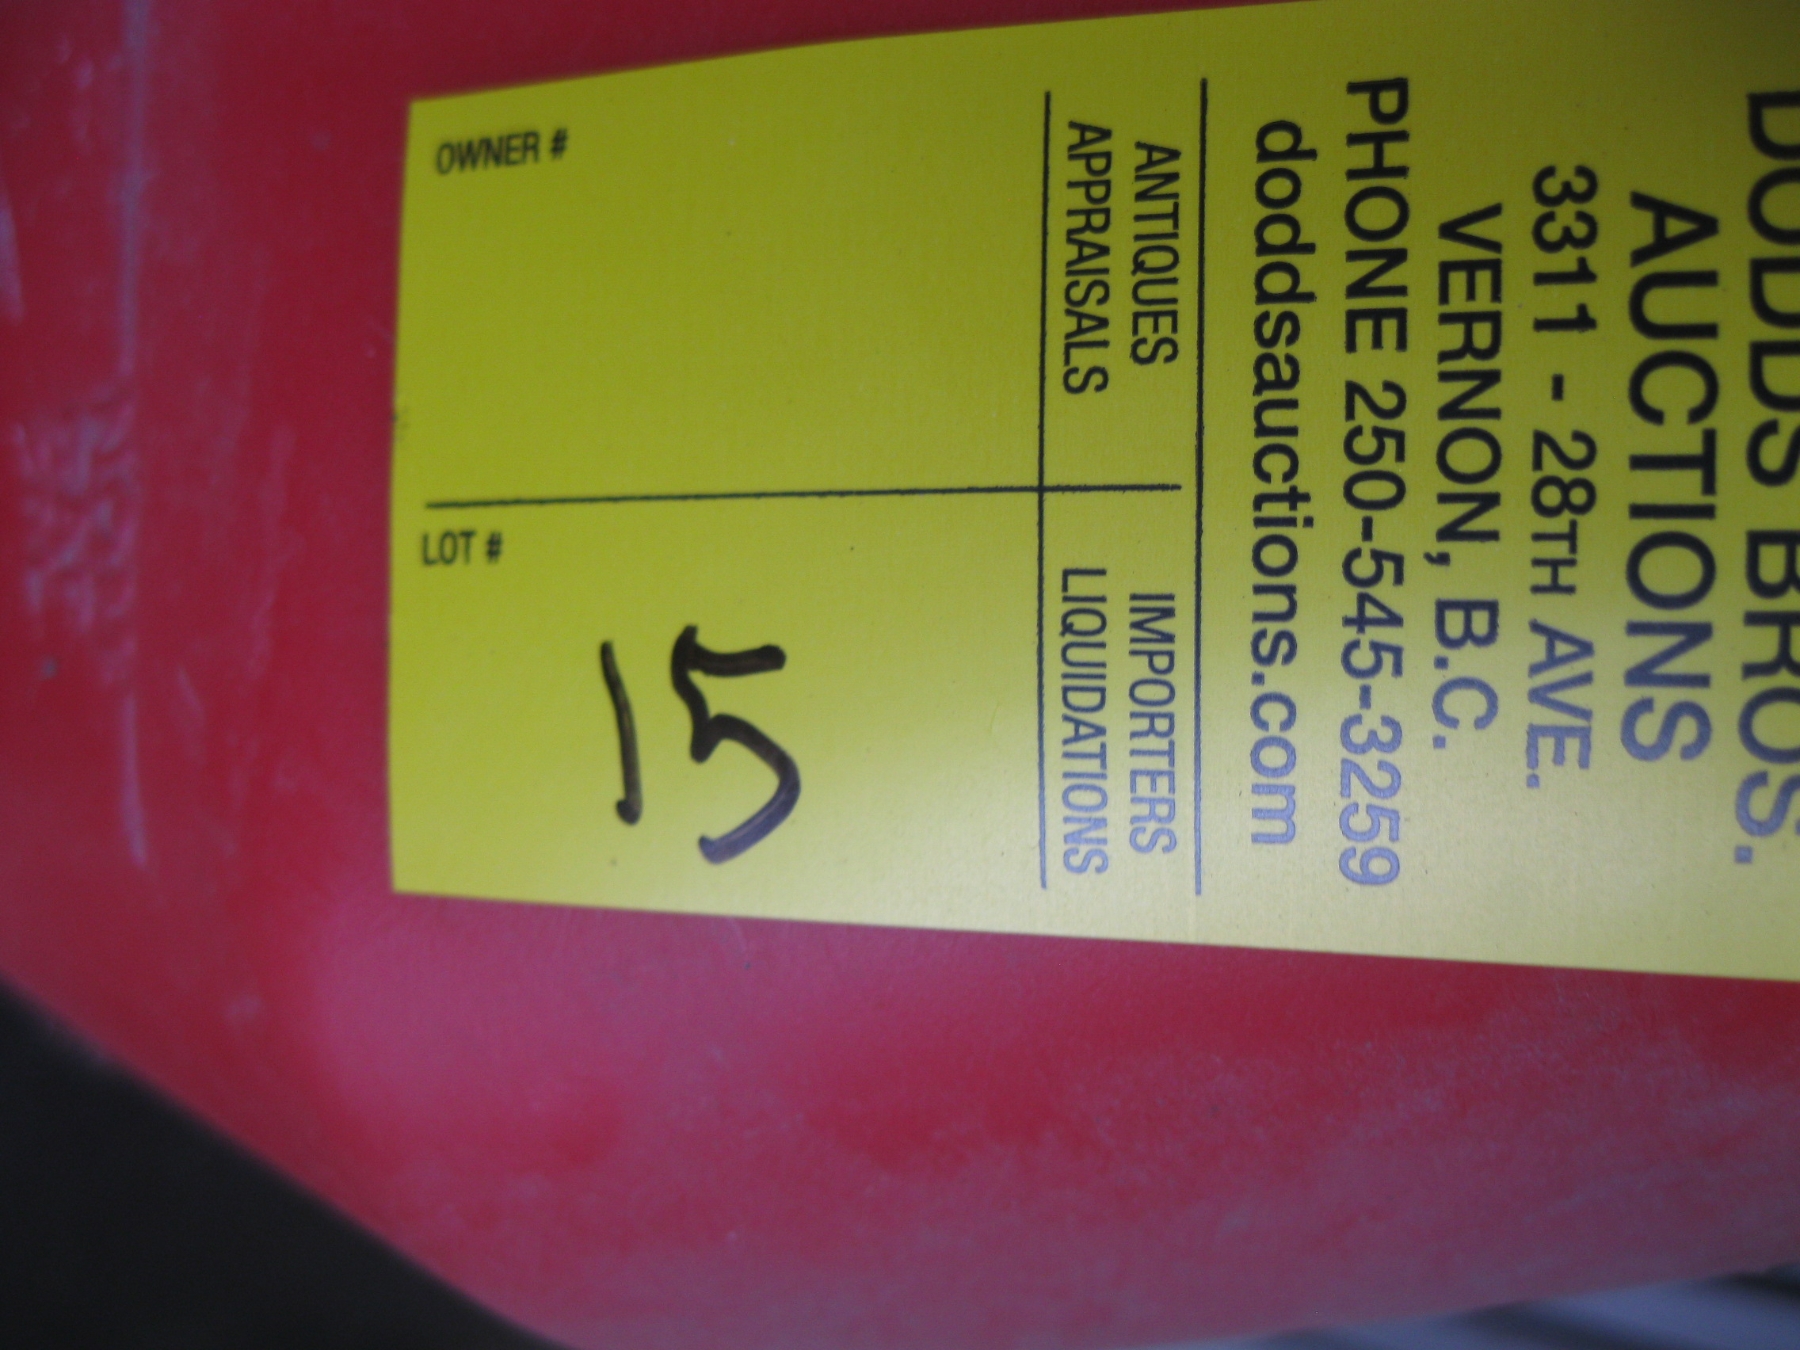 DODDS BROS.
AUCTIONS
3311 - 28TH AVE.
VERNON, B.C.
PHONE 250-545-3259
doddsauctions.com
ANTIQUES IMPORTERS
APPRAISALS LIQUIDATIONS
OWNER #
LOT #
15